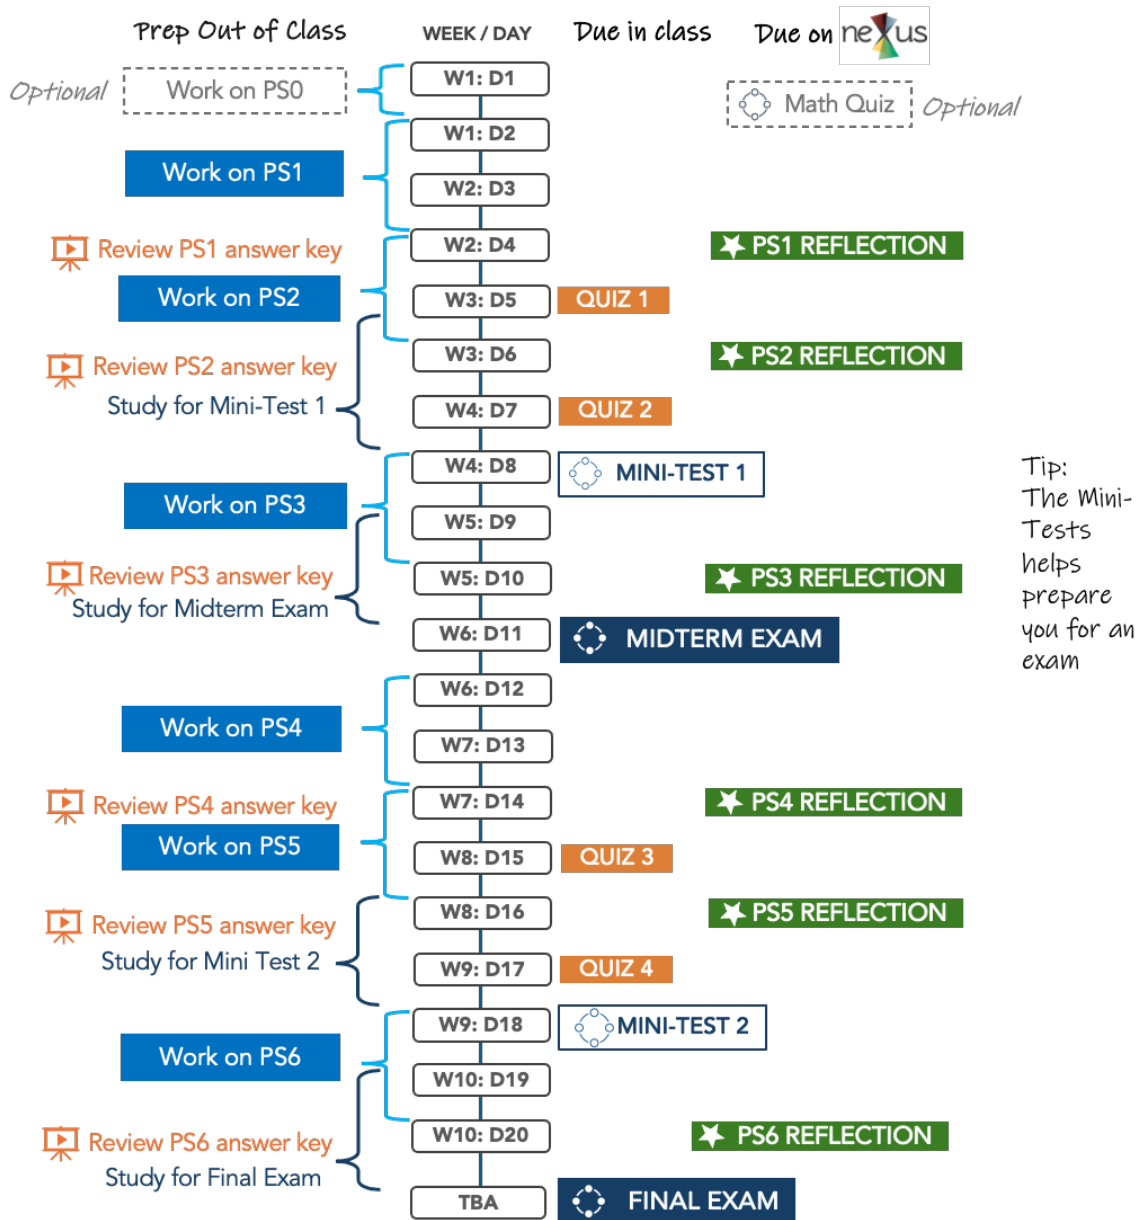 Prep Out of Class WEEK / DAY Due in class Due on nexus
W1: D1
Optional Work on PS0 Math Quiz Optional
W1: D2
Work on PS1
W2: D3
W2: D4 PS1 REFLECTION
Review PS1 answer key
Work on PS2 W3: D5 QUIZ 1
W3: D6 PS2 REFLECTION
Review PS2 answer key
Study for Mini-Test 1 W4: D7 QUIZ 2
W4: D8 MINI-TEST 1
Work on PS3
W5: D9
Review PS3 answer key W5: D10 PS3 REFLECTION
Study for Midterm Exam
W6: D11 MIDTERM EXAM
Tip:
The Mini-
Tests
helps
prepare
you for an
exam
W6: D12
Work on PS4
W7: D13
Review PS4 answer key W7: D14 PS4 REFLECTION
Work on PS5 W8: D15 QUIZ 3
W8: D16 PS5 REFLECTION
Review PS5 answer key
Study for Mini Test 2 W9: D17 QUIZ 4
W9: D18 MINI-TEST 2
Work on PS6
W10: D19
Review PS6 answer key W10: D20 PS6 REFLECTION
Study for Final Exam
TBA FINAL EXAM